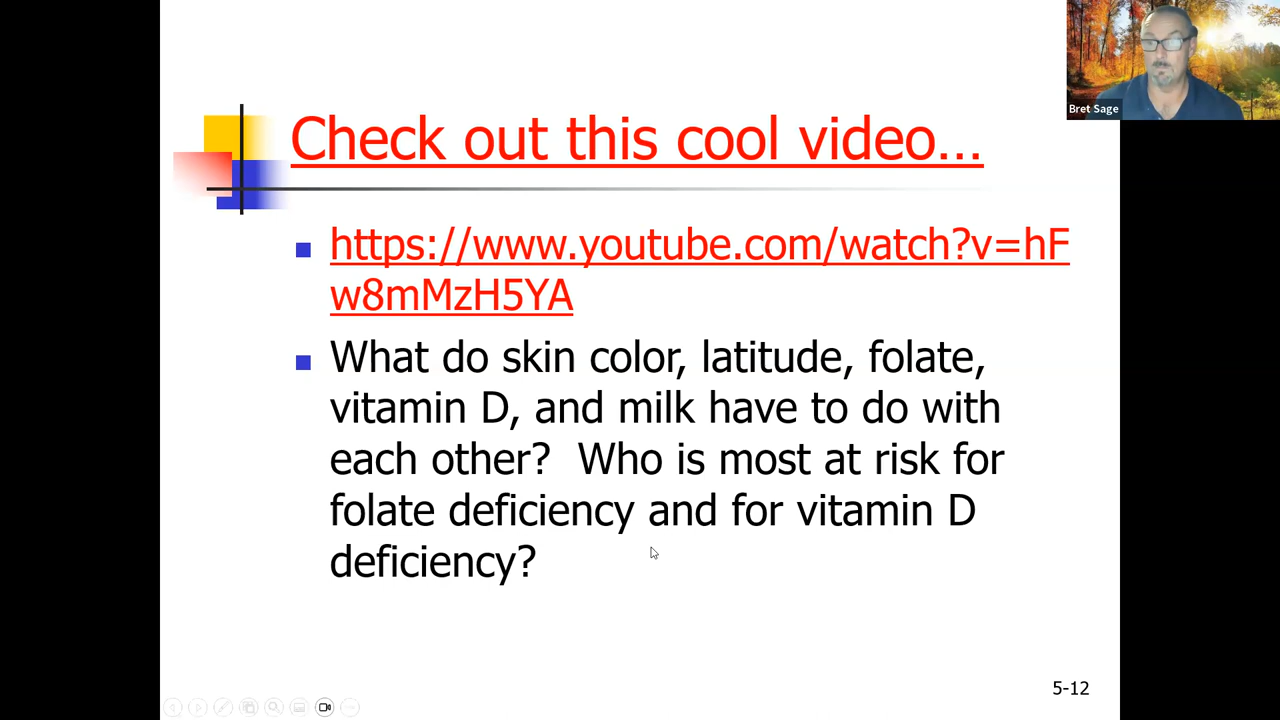 Bret Sage
Check out this cool video...
https://www.youtube.com/watch?v=hF
w8mMzH5YA
What do skin color, latitude, folate,
vitamin D, and milk have to do with
each other?  Who is most at risk for
folate deficiency and for vitamin D
deficiency?
5-12